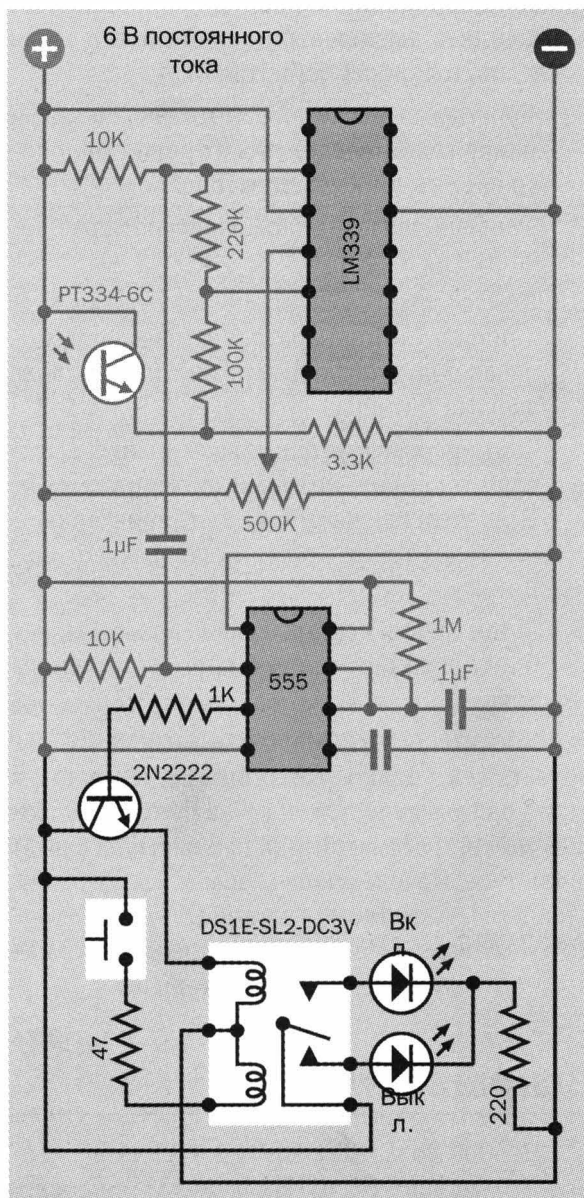 6 В постоянного
тока
10K
220K
LM339
PT334-6C
100K
3.3K
500K
1µF
1M
10K
555
1µF
1K
2N2222
DS1E-SL2-DC3V
Вк
л
47
Вык
л.
220